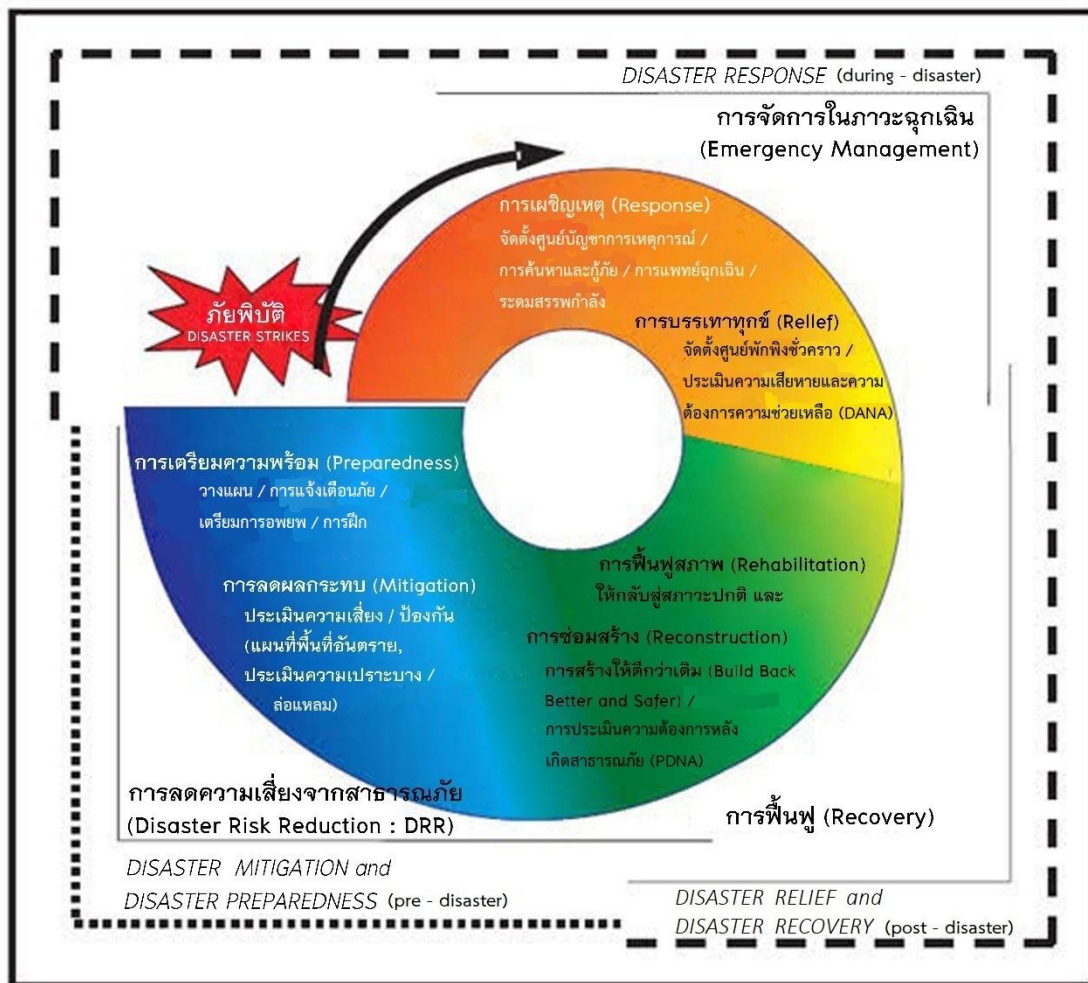 DISASTER RESPONSE (during - disaster)
การจัดการในภาวะฉุกเฉิน
(Emergency Management)
การเผชิญเหตุ (Response)
จัดตั้งศูนย์บัญชาการเหตุการณ์ /
การค้นหาและกู้ภัย / การแพทย์ฉุกเฉิน /
ระดมสรรพกำลัง
ภัยพิบัติ
DISASTER STRIKES
การบรรเทาทุกข์ (Rellef)
จัดตั้งศูนย์พักพิงชั่วคราว /
ประเมินความเสียหายและความ
ต้องการความช่วยเหลือ (DANA)
การเตรียมความพร้อม (Preparedness)
วางแผน / การแจ้งเตือนภัย /
เตรียมการอพยพ / การฝึก
การลดผลกระทบ (Mitigation)
ประเมินความเสี่ยง / ป้องกัน
(แผนที่พื้นที่อันตราย,
ประเมินความเปราะบาง /
ล่อแหลม)
การฟื้นฟูสภาพ (Rehabilitation)
ให้กลับสู่สภาวะปกติ และ
การซ่อมสร้าง (Reconstruction)
การสร้างให้ดีกว่าเดิม (Build Back
Better and Safer) /
การประเมินความต้องการหลัง
เกิดสาธารณภัย (PDNA)
การลดความเสี่ยงจากสาธารณภัย
(Disaster Risk Reduction : DRR)
การฟื้นฟู (Recovery)
DISASTER MITIGATION and
DISASTER PREPAREDNESS (pre - disaster)
DISASTER RELIEF and
DISASTER RECOVERY (post - disaster)